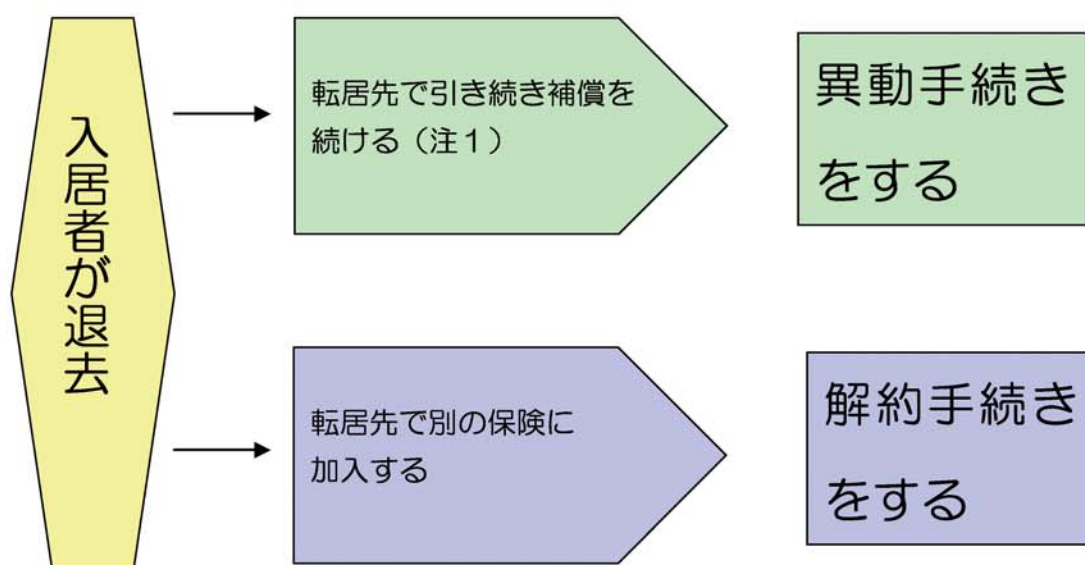 入居者が退去
転居先で引き続き補償を
続ける（注１）
異動手続き
をする
転居先で別の保険に
加入する
解約手続き
をする